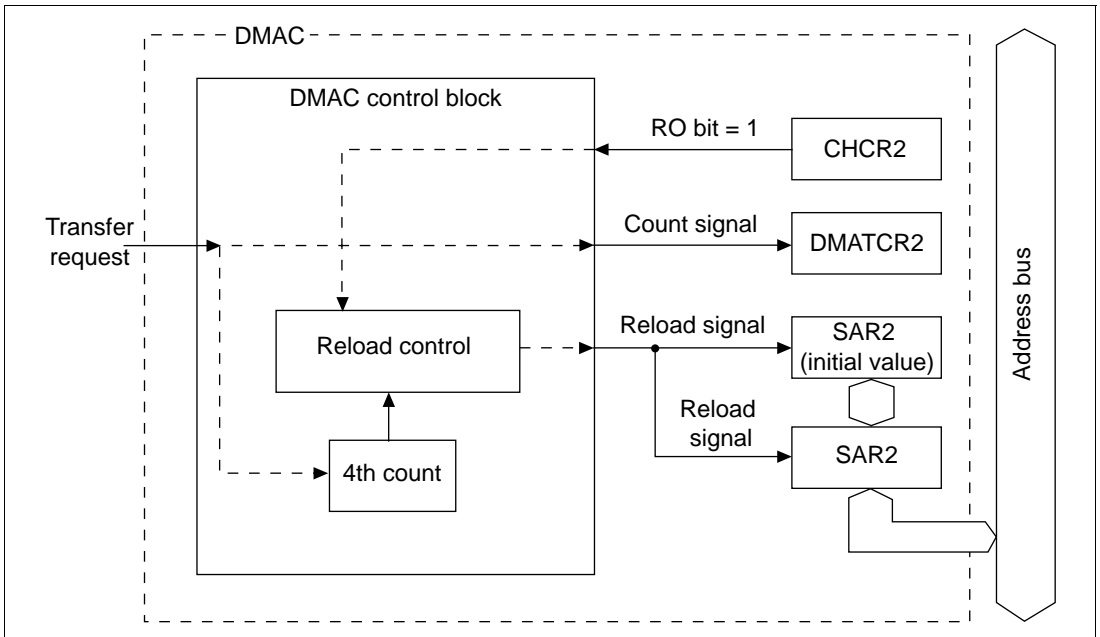 DMAC
DMAC control block
RO bit = 1
CHCR2
Transfer
request
Count signal
DMATCR2
Reload control
Reload signal
SAR2
(initial value)
Reload
signal
SAR2
4th count
Address bus